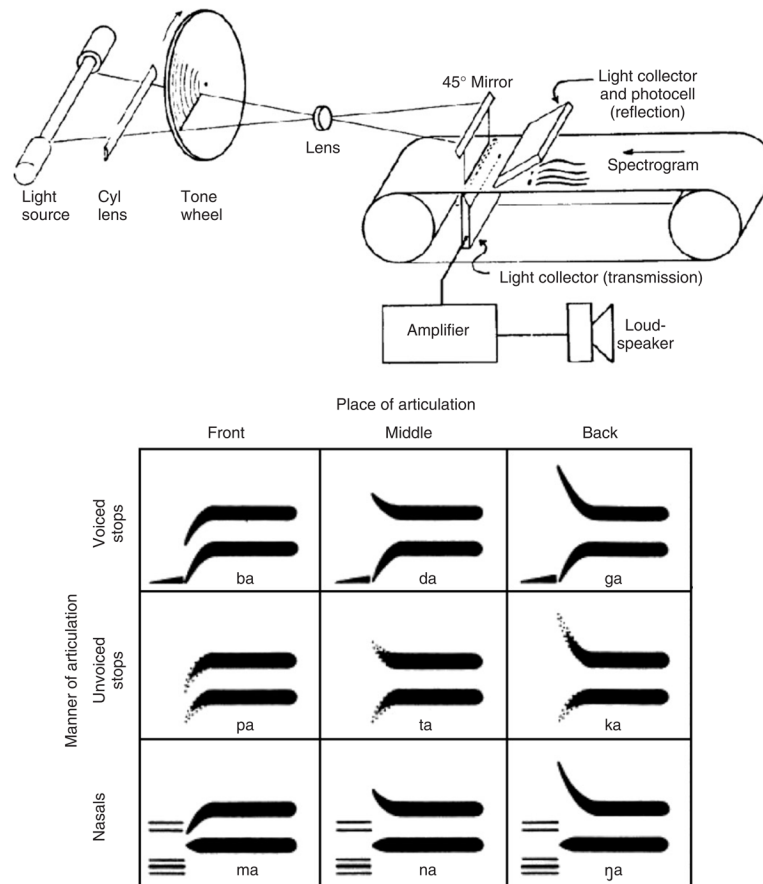 45° Mirror
Light collector
and photocell
(reflection)
Lens
Spectrogram
Light
source
Cyl
lens
Tone
wheel
Light collector (transmission)
Amplifier
Loud-
speaker
Place of articulation
Front Middle Back
Manner of articulation
Voiced
stops
ba da ga
Unvoiced
stops
pa ta ka
Nasals
ma na ŋa